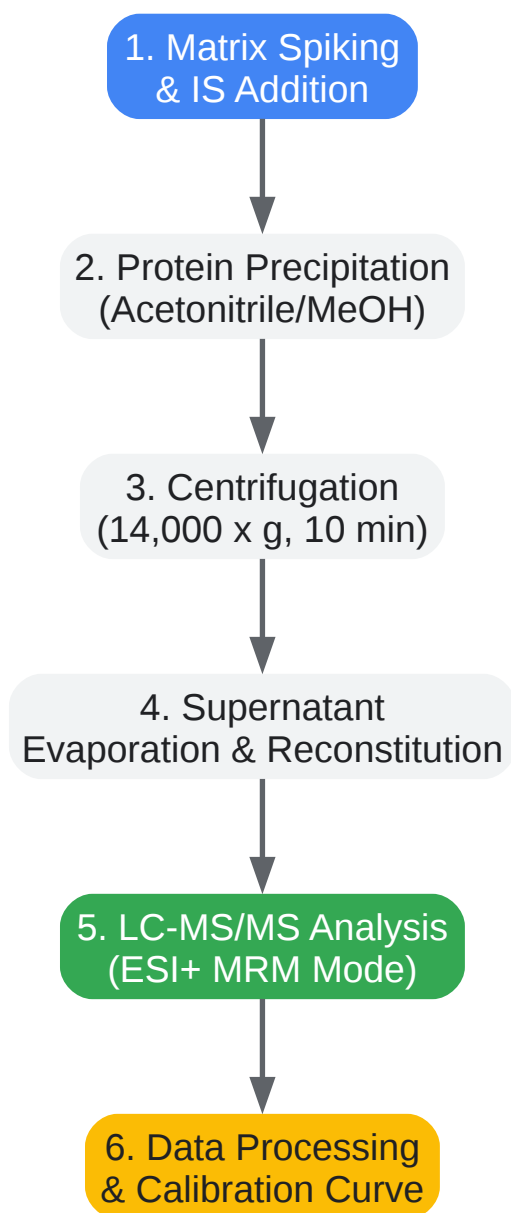 1. Matrix Spiking
& IS Addition
2. Protein Precipitation
(Acetonitrile/MeOH)
3. Centrifugation
(14,000 x g, 10 min)
4. Supernatant
Evaporation & Reconstitution
5. LC-MS/MS Analysis
(ESI+ MRM Mode)
6. Data Processing
& Calibration Curve